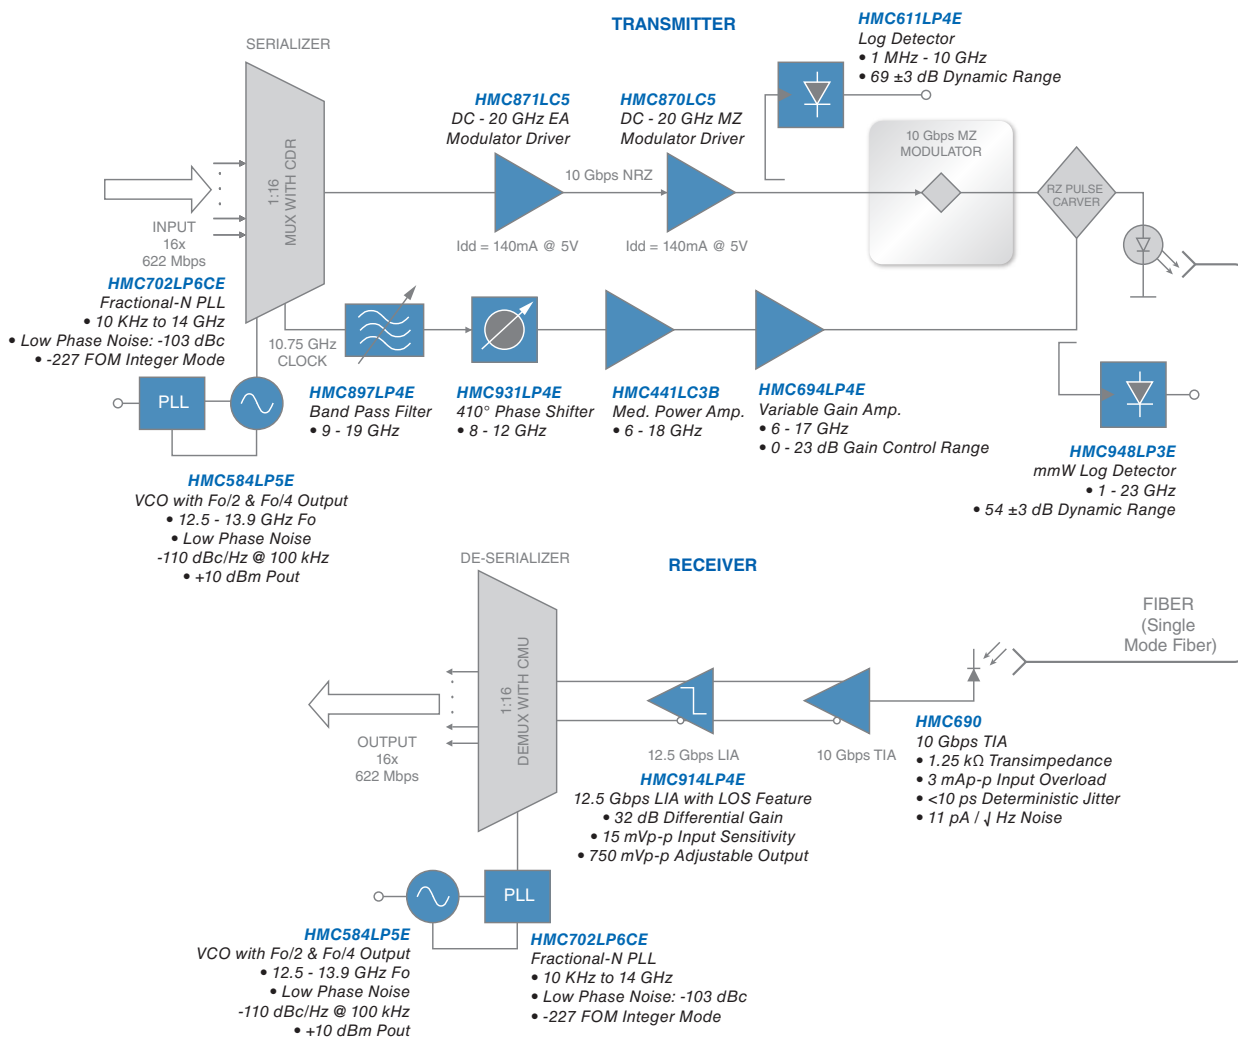 TRANSMITTER
SERIALIZER
1:16
MUX WITH CDR
INPUT
16x
622 Mbps
HMC702LP6CE
Fractional-N PLL
• 10 KHz to 14 GHz
• Low Phase Noise: -103 dBc
• -227 FOM Integer Mode
PLL
HMC584LP5E
VCO with Fo/2 & Fo/4 Output
• 12.5 - 13.9 GHz Fo
• Low Phase Noise
-110 dBc/Hz @ 100 kHz
• +10 dBm Pout
HMC871LC5
DC - 20 GHz EA
Modulator Driver
Idd = 140mA @ 5V
10 Gbps NRZ
HMC870LC5
DC - 20 GHz MZ
Modulator Driver
Idd = 140mA @ 5V
HMC611LP4E
Log Detector
• 1 MHz - 10 GHz
• 69 ±3 dB Dynamic Range
10 Gbps MZ
MODULATOR
RZ PULSE
CARVER
10.75 GHz
CLOCK
HMC897LP4E
Band Pass Filter
• 9 - 19 GHz
HMC931LP4E
410° Phase Shifter
• 8 - 12 GHz
HMC441LC3B
Med. Power Amp.
• 6 - 18 GHz
HMC694LP4E
Variable Gain Amp.
• 6 - 17 GHz
• 0 - 23 dB Gain Control Range
HMC948LP3E
mmW Log Detector
• 1 - 23 GHz
• 54 ±3 dB Dynamic Range
RECEIVER
DE-SERIALIZER
1:16
DEMUX WITH CMU
OUTPUT
16x
622 Mbps
FIBER
(Single
Mode Fiber)
12.5 Gbps LIA
HMC914LP4E
12.5 Gbps LIA with LOS Feature
• 32 dB Differential Gain
• 15 mVp-p Input Sensitivity
• 750 mVp-p Adjustable Output
10 Gbps TIA
HMC690
10 Gbps TIA
• 1.25 kΩ Transimpedance
• 3 mAp-p Input Overload
• <10 ps Deterministic Jitter
• 11 pA / √ Hz Noise
PLL
HMC584LP5E
VCO with Fo/2 & Fo/4 Output
• 12.5 - 13.9 GHz Fo
• Low Phase Noise
-110 dBc/Hz @ 100 kHz
• +10 dBm Pout
HMC702LP6CE
Fractional-N PLL
• 10 KHz to 14 GHz
• Low Phase Noise: -103 dBc
• -227 FOM Integer Mode